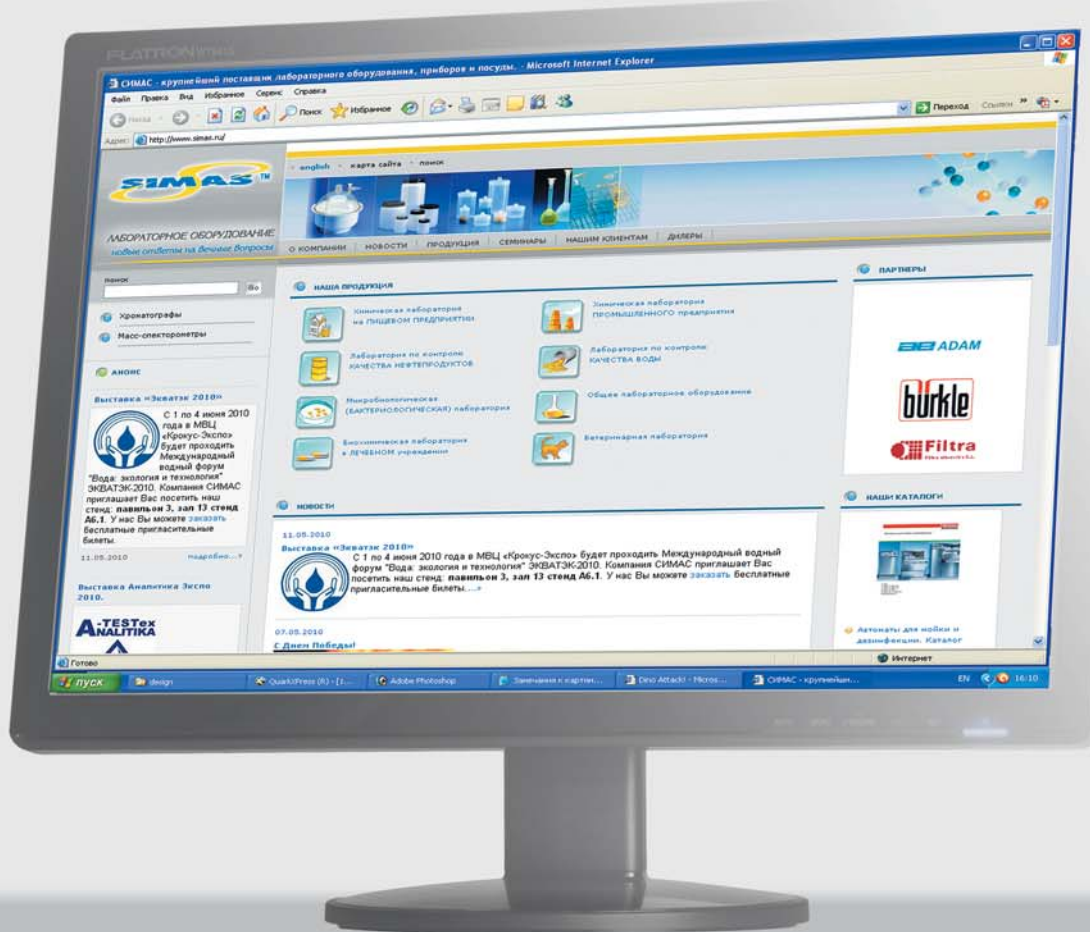 FLATRON
СИМАС - крупнейший поставщик лабораторного оборудования, приборов и посуды. - Microsoft Internet Explorer
Файл Правка Вид Избранное Сервис Справка
Назад Поиск Избранное
Адрес: http://www.simas.ru/ Переход Ссылки »
SIMAS TM
english карта сайта поиск
ЛАБОРАТОРНОЕ ОБОРУДОВАНИЕ
новые ответы на вечные вопросы
О КОМПАНИИ НОВОСТИ ПРОДУКЦИЯ СЕМИНАРЫ НАШИМ КЛИЕНТАМ ДИЛЕРЫ
поиск
Go
Хроматографы
Масс-спекторометры
АНОНС
Выставка «Экватэк 2010»
С 1 по 4 июня 2010
года в МВЦ
«Крокус-Экспо»
будет проходить
Международный
водный форум
"Вода: экология и технология"
ЭКВАТЭК-2010. Компания СИМАС
приглашает Вас посетить наш
стенд: павильон 3, зал 13 стенд
А6.1. У нас Вы можете заказать
бесплатные пригласительные
билеты.
11.05.2010 подробно...»
Выставка Аналитика Экспо
2010.
A-TESTex
ANALITIKA
НАША ПРОДУКЦИЯ
Химическая лаборатория
на ПИЩЕВОМ ПРЕДПРИЯТИИ
Химическая лаборатория
ПРОМЫШЛЕННОГО предприятия
Лаборатория по контролю
КАЧЕСТВА НЕФТЕПРОДУКТОВ
Лаборатория по контролю
КАЧЕСТВА ВОДЫ
Микробиологическая
(БАКТЕРИОЛОГИЧЕСКАЯ) лаборатория
Общее лабораторное оборудование
Биохимическая лаборатория
в ЛЕЧЕБНОМ учреждении
Ветеринарная лаборатория
НОВОСТИ
11.05.2010
Выставка «Экватэк 2010»
С 1 по 4 июня 2010 года в МВЦ «Крокус-Экспо» будет проходить Международный водный
форум "Вода: экология и технология" ЭКВАТЭК-2010. Компания СИМАС приглашает Вас
посетить наш стенд: павильон 3, зал 13 стенд А6.1. У нас Вы можете заказать бесплатные
пригласительные билеты....»
07.05.2010
С Днем Победы!
ПАРТНЕРЫ
ADAM
bürkle
Filtra
НАШИ КАТАЛОГИ
Автоматы для мойки и
дезинфекции. Каталог
Готово Интернет
пуск design QuarkXPress (R) - [1... Adobe Photoshop Замечания к картин... Dino Attack! - Micros... СИМАС - крупнейши... EN 16:10